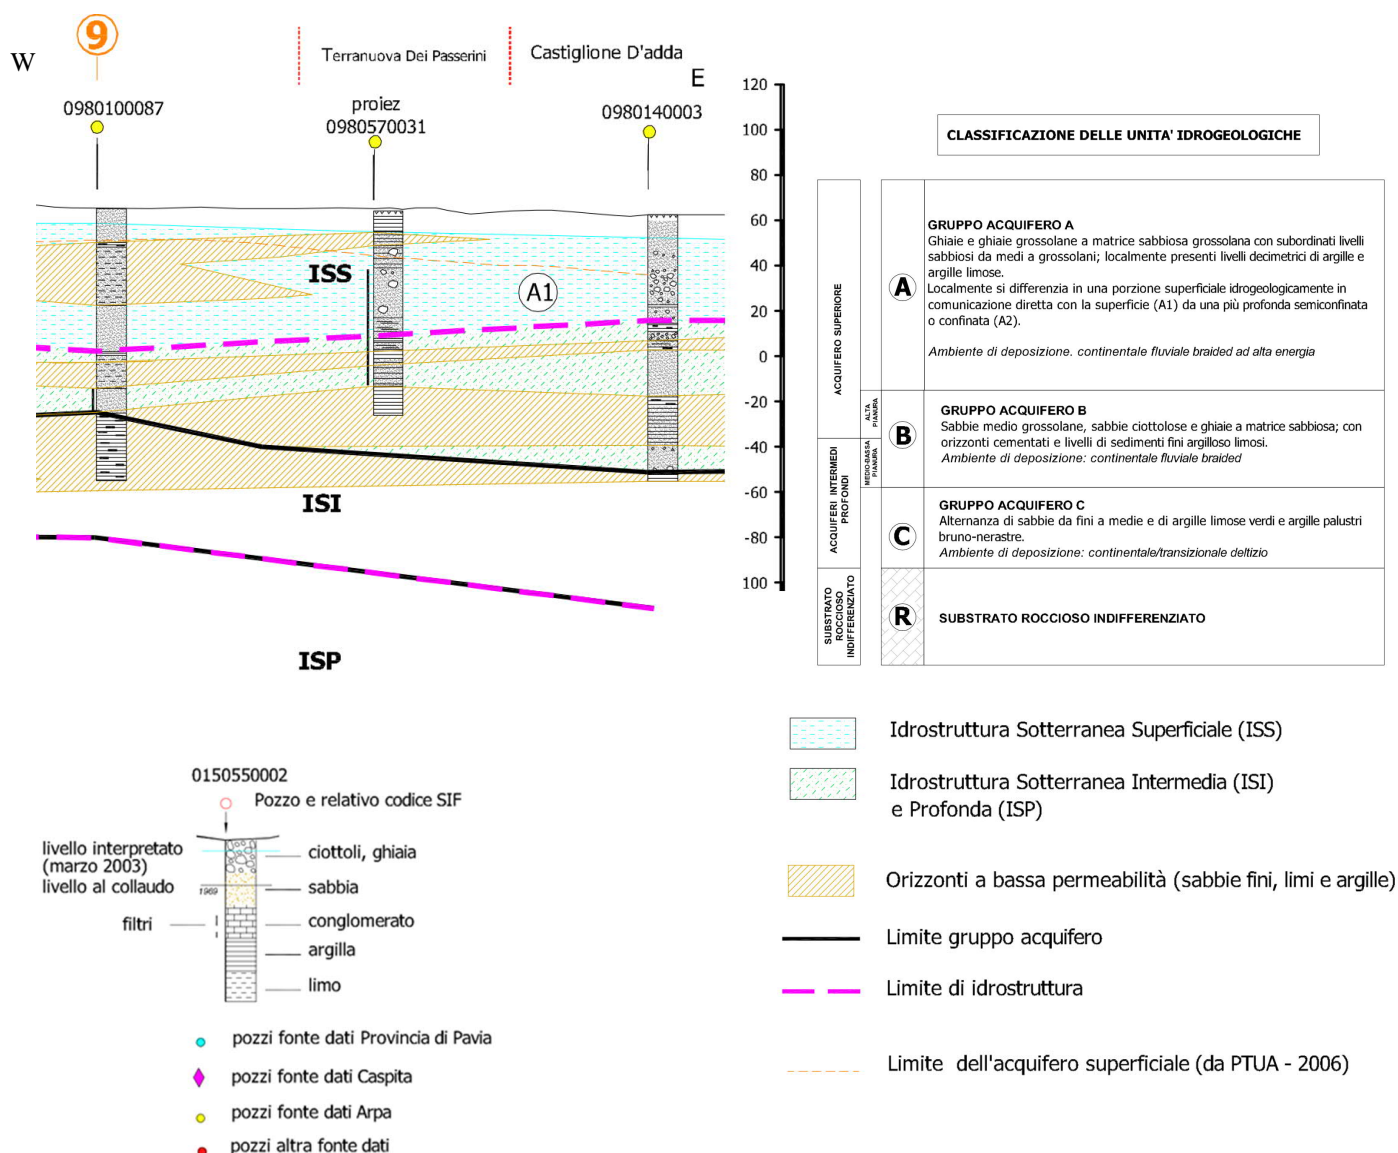 9
W
Terranuova Dei Passerini
Castiglione D'adda
E
0980100087
proiez
0980570031
0980140003
ISS
A1
ISI
ISP
120
100
80
60
40
20
0
-20
-40
-60
-80
100
CLASSIFICAZIONE DELLE UNITA' IDROGEOLOGICHE
ACQUIFERO SUPERIORE
ACQUIFERI INTERMEDI
PROFONDI
SUBSTRATO
ROCCIOSO
INDIFFERENZIATO
ALTA
PIANURA
MEDIO-BASSA
PIANURA
A
GRUPPO ACQUIFERO A
Ghiaie e ghiaie grossolane a matrice sabbiosa grossolana con subordinati livelli
sabbiosi da medi a grossolani; localmente presenti livelli decimetrici di argille e
argille limose.
Localmente si differenzia in una porzione superficiale idrogeologicamente in
comunicazione diretta con la superficie (A1) da una più profonda semiconfinata
o confinata (A2).
Ambiente di deposizione. continentale fluviale braided ad alta energia
B
GRUPPO ACQUIFERO B
Sabbie medio grossolane, sabbie ciottolose e ghiaie a matrice sabbiosa; con
orizzonti cementati e livelli di sedimenti fini argilloso limosi.
Ambiente di deposizione: continentale fluviale braided
C
GRUPPO ACQUIFERO C
Alternanza di sabbie da fini a medie e di argille limose verdi e argille palustri
bruno-nerastre.
Ambiente di deposizione: continentale/transizionale deltizio
R
SUBSTRATO ROCCIOSO INDIFFERENZIATO
Idrostruttura Sotterranea Superficiale (ISS)
Idrostruttura Sotterranea Intermedia (ISI)
e Profonda (ISP)
Orizzonti a bassa permeabilità (sabbie fini, limi e argille)
Limite gruppo acquifero
Limite di idrostruttura
Limite dell'acquifero superficiale (da PTUA - 2006)
0150550002
Pozzo e relativo codice SIF
livello interpretato
(marzo 2003)
livello al collaudo
1969
filtri
ciottoli, ghiaia
sabbia
conglomerato
argilla
limo
pozzi fonte dati Provincia di Pavia
pozzi fonte dati Caspita
pozzi fonte dati Arpa
pozzi altra fonte dati